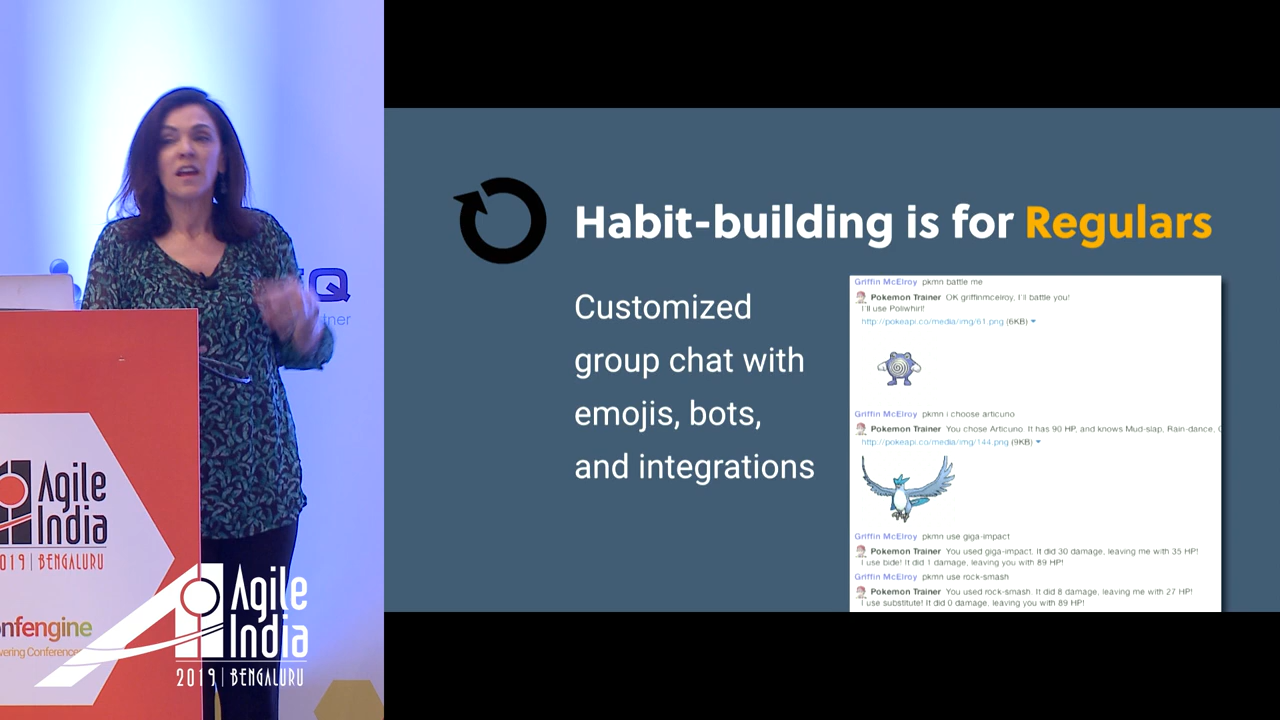 Habit-building is for Regulars
Customized
group chat with
emojis, bots,
and integrations
Griffin McElroy pkmn battle me
Pokemon Trainer OK griffinmcelroy, I'll battle you!
I'll use Poliwhirl!
http://pokeapi.co/media/img/61.png (6KB)
Griffin McElroy pkmn i choose articuno
Pokemon Trainer You chose Articuno. It has 90 HP, and knows Mud-slap, Rain-dance,
http://pokeapi.co/media/img/144.png (9KB)
Griffin McElroy pkmn use giga-impact
Pokemon Trainer You used giga-impact. It did 30 damage, leaving me with 35 HP!
I use bide! It did 1 damage, leaving you with 89 HP!
Griffin McElroy pkmn use rock-smash
Pokemon Trainer You used rock-smash. It did 8 damage, leaving me with 27 HP!
I use substitute! It did 0 damage, leaving you with 89 HP!
iQ
tner
Agile
India
2019 | BENGALURU
nfengine
vering Conferences
Agile
India
2019 | BENGALURU